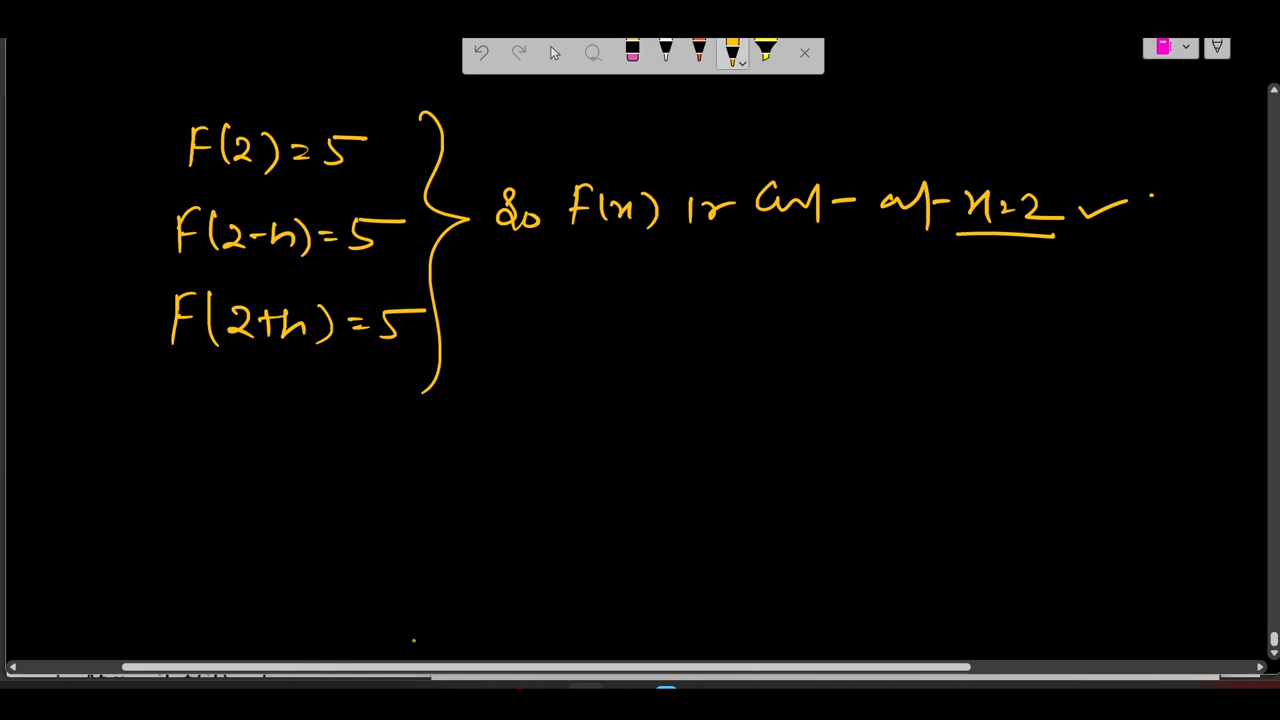 F(2) = 5
F(2-h) = 5
F(2+h) = 5
So F(x) is Cont- at- x=2 ✓